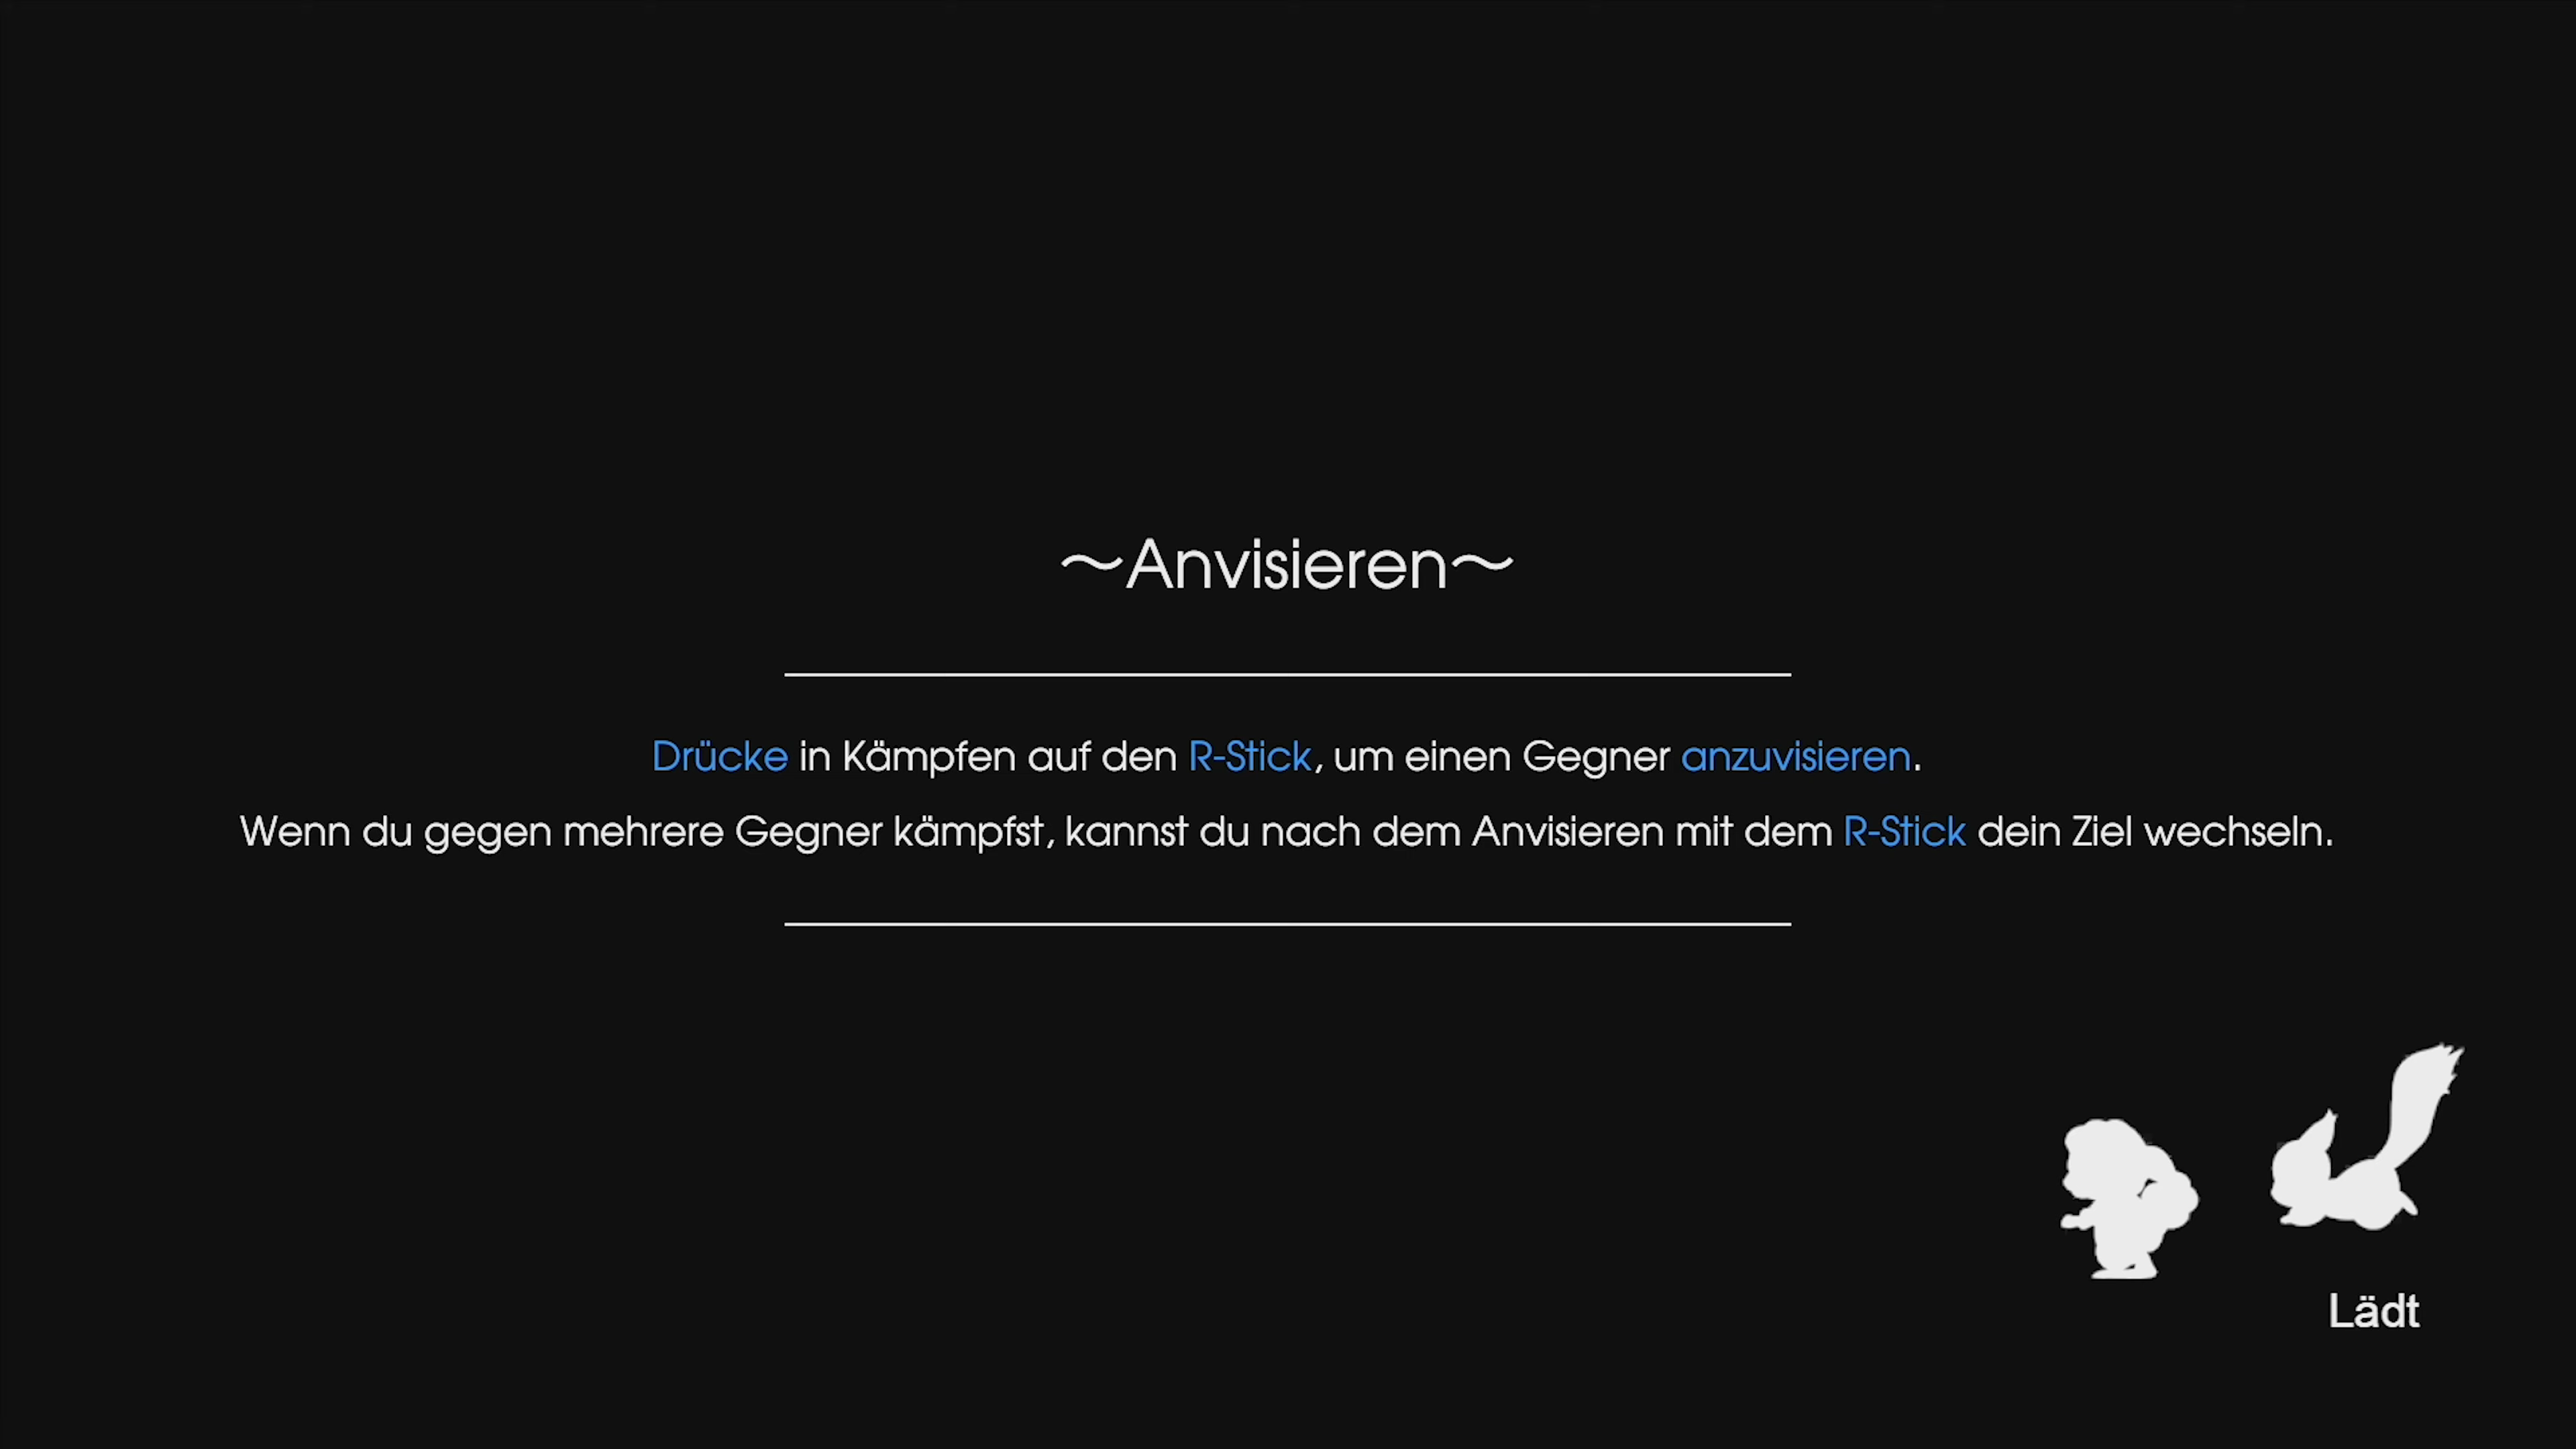 ～Anvisieren～
Drücke in Kämpfen auf den R-Stick, um einen Gegner anzuvisieren.
Wenn du gegen mehrere Gegner kämpfst, kannst du nach dem Anvisieren mit dem R-Stick dein Ziel wechseln.
Lädt